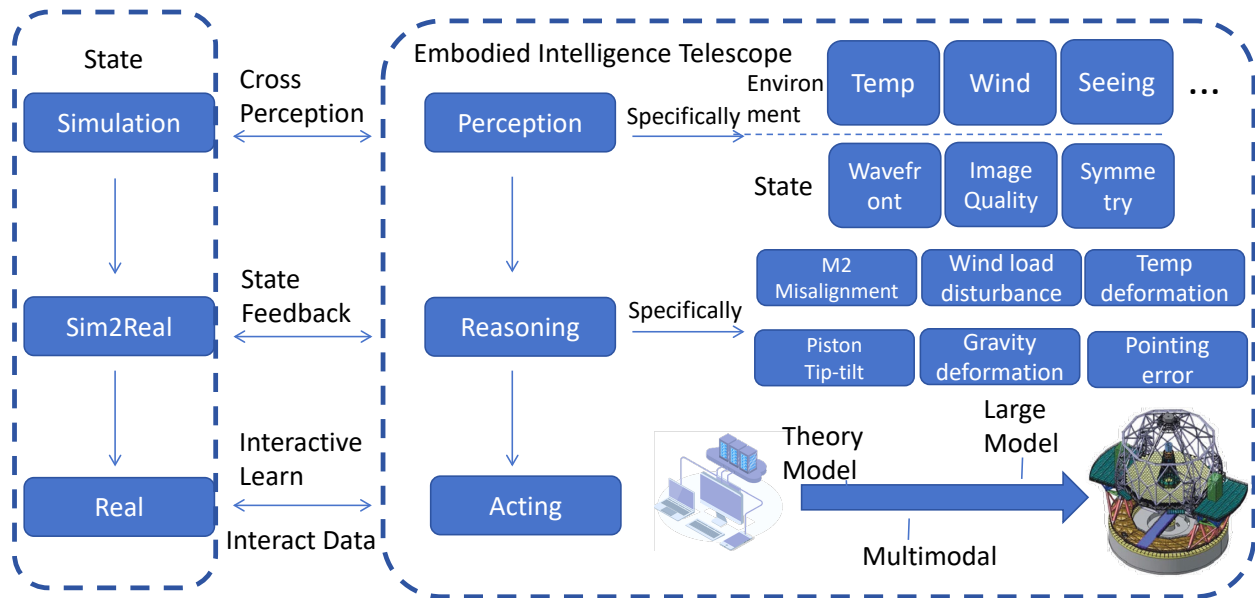 State
Simulation
Sim2Real
Real
Cross
Perception
State
Feedback
Interactive
Learn
Interact Data
Embodied Intelligence Telescope
Perception
Specifically
Environ
ment
Temp
Wind
Seeing
...
State
Wavefr
ont
Image
Quality
Symme
try
Reasoning
Specifically
M2
Misalignment
Wind load
disturbance
Temp
deformation
Piston
Tip-tilt
Gravity
deformation
Pointing
error
Acting
Theory
Model
Large
Model
Multimodal